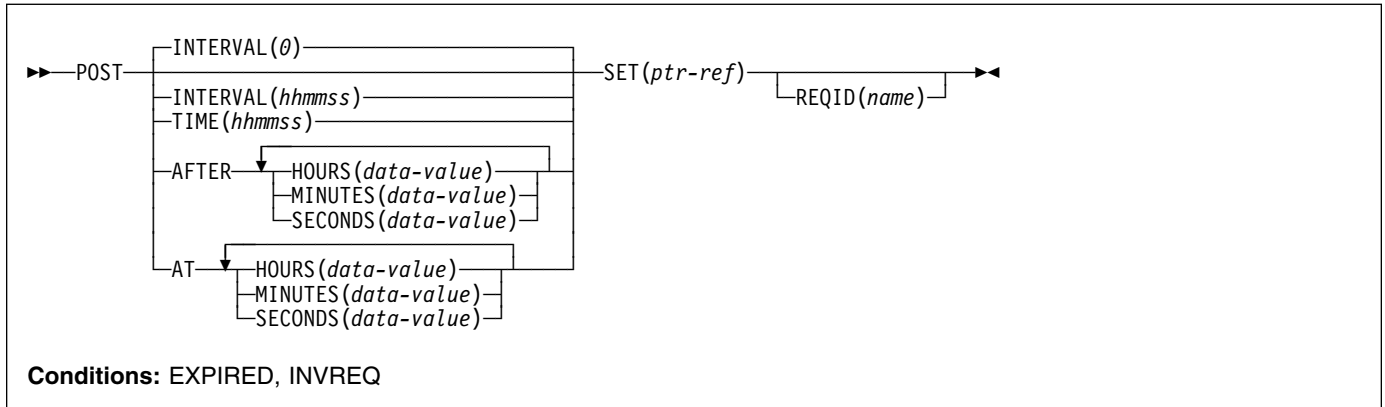 INTERVAL(0)
POST SET(ptr-ref)
INTERVAL(hhmmss) REQID(name)
TIME(hhmmss)
AFTER HOURS(data-value)
MINUTES(data-value)
SECONDS(data-value)
AT HOURS(data-value)
MINUTES(data-value)
SECONDS(data-value)
Conditions: EXPIRED, INVREQ